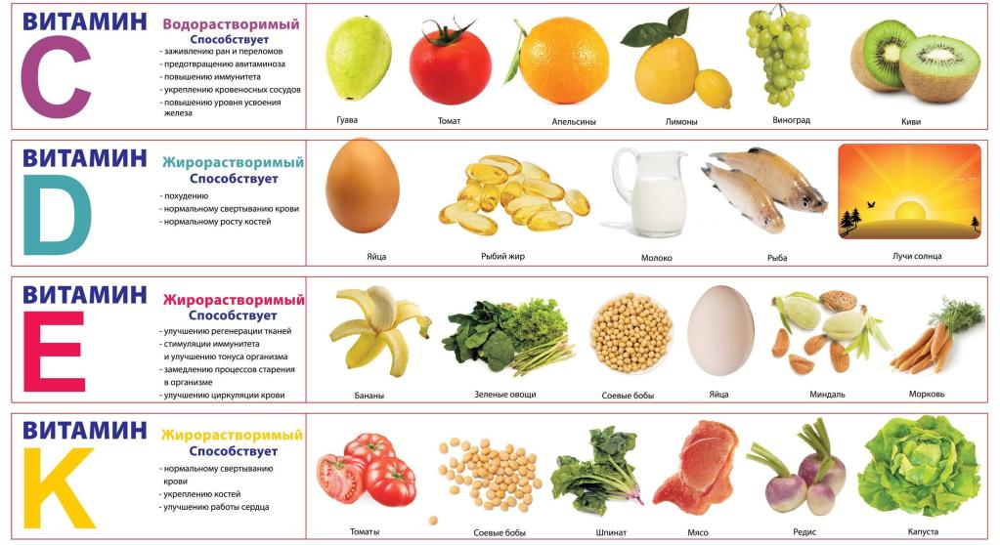 ВИТАМИН
C
Водорастворимый
Способствует
- заживлению ран и переломов
- предотвращению авитаминоза
- повышению иммунитета
- укреплению кровеносных сосудов
- повышению уровня усвоения
железа
Гуава
Томат
Апельсины
Лимоны
Виноград
Киви
ВИТАМИН
D
Жирорастворимый
Способствует
- похудению
- нормальному свертыванию крови
- нормальному росту костей
Яйца
Рыбий жир
Молоко
Рыба
Лучи солнца
ВИТАМИН
E
Жирорастворимый
Способствует
- улучшению регенерации тканей
- стимуляции иммунитета
и улучшению тонуса организма
- замедлению процессов старения
в организме
- улучшению циркуляции крови
Бананы
Зеленые овощи
Соевые бобы
Яйца
Миндаль
Морковь
ВИТАМИН
K
Жирорастворимый
Способствует
- нормальному свертыванию
крови
- укреплению костей
- улучшению работы сердца
Томаты
Соевые бобы
Шпинат
Мясо
Редис
Капуста